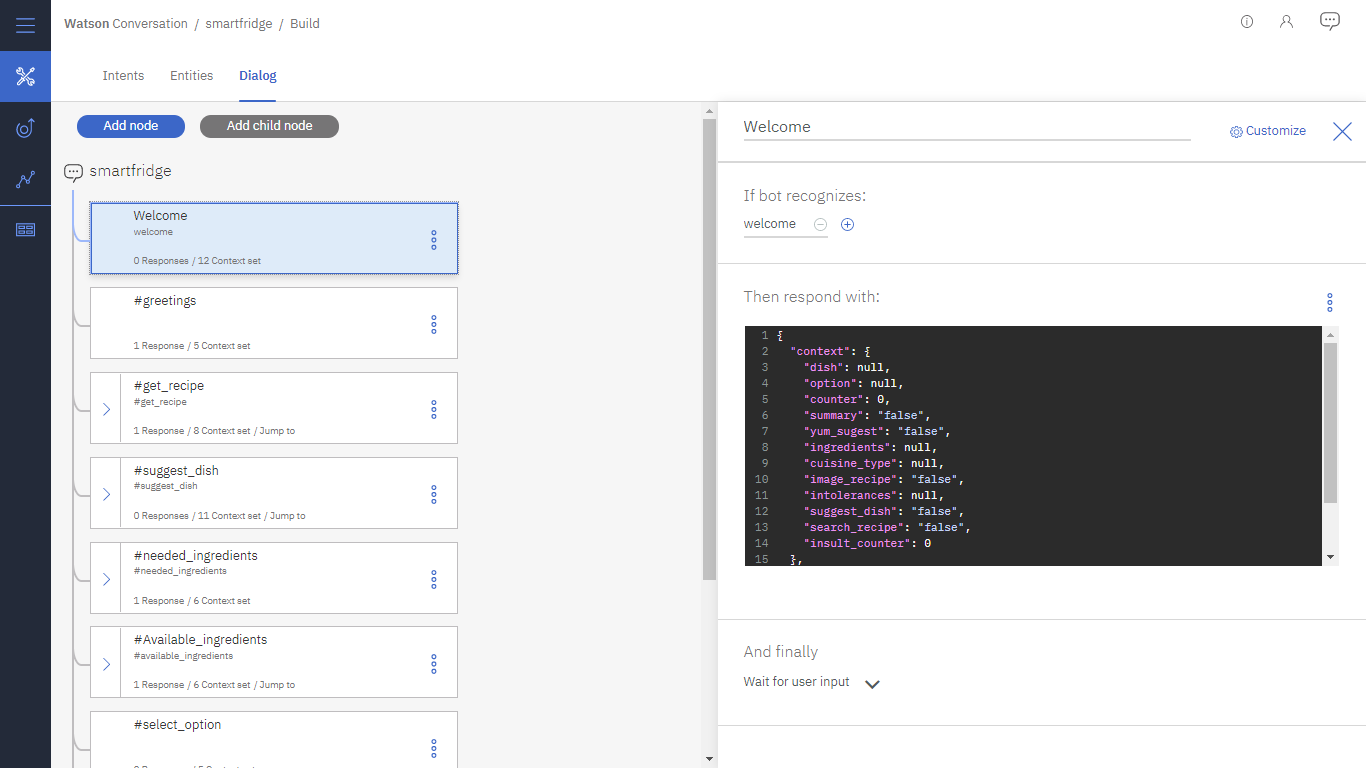 Watson Conversation / smartfridge / Build
Intents Entities Dialog
Add node Add child node
smartfridge
Welcome
welcome
0 Responses / 12 Context set
#greetings
1 Response / 5 Context set
#get_recipe
#get_recipe
1 Response / 8 Context set / Jump to
#suggest_dish
#suggest_dish
0 Responses / 11 Context set / Jump to
#needed_ingredients
#needed_ingredients
1 Response / 6 Context set
#Available_ingredients
#available_ingredients
1 Response / 6 Context set / Jump to
#select_option
Welcome
Customize
If bot recognizes:
welcome
Then respond with:
1 {
2 "context": {
3 "dish": null,
4 "option": null,
5 "counter": 0,
6 "summary": "false",
7 "yum_sugest": "false",
8 "ingredients": null,
9 "cuisine_type": null,
10 "image_recipe": "false",
11 "intolerances": null,
12 "suggest_dish": "false",
13 "search_recipe": "false",
14 "insult_counter": 0
15 },
And finally
Wait for user input